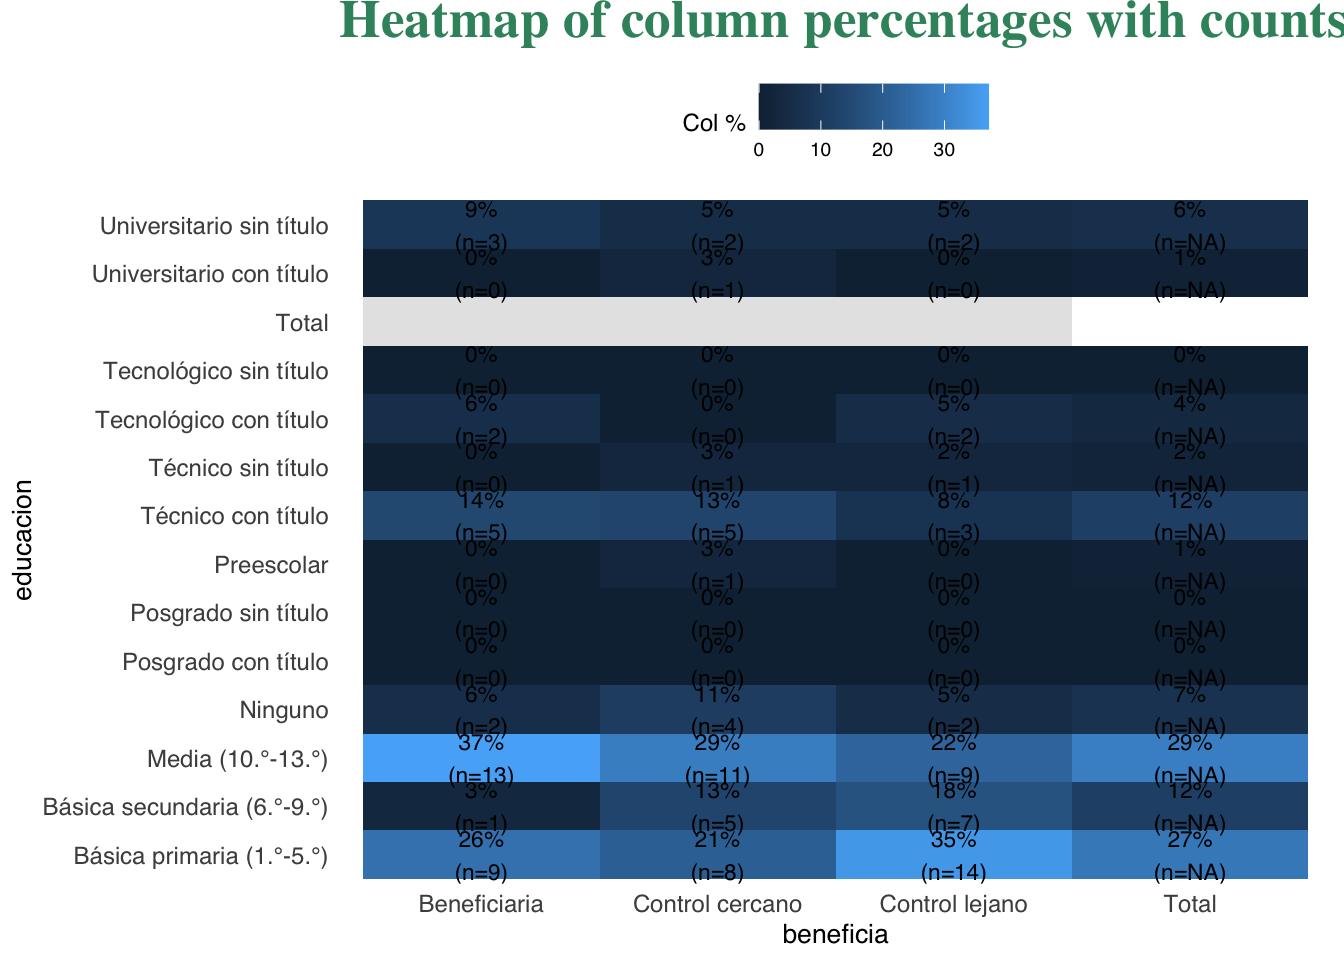 Heatmap of column percentages with counts
Col %
0 10 20 30
Universitario sin título
9% 5% 5% 6%
(n=3) (n=2) (n=2) (n=NA)
Universitario con título
0% 3% 0% 1%
(n=0) (n=1) (n=0) (n=NA)
Total
Tecnológico sin título
0% 0% 0% 0%
(n=0) (n=0) (n=0) (n=NA)
Tecnológico con título
6% 0% 5% 4%
(n=2) (n=0) (n=2) (n=NA)
Técnico sin título
0% 3% 2% 2%
(n=0) (n=1) (n=1) (n=NA)
Técnico con título
14% 13% 8% 12%
(n=5) (n=5) (n=3) (n=NA)
Preescolar
0% 3% 0% 1%
(n=0) (n=1) (n=0) (n=NA)
Posgrado sin título
0% 0% 0% 0%
(n=0) (n=0) (n=0) (n=NA)
Posgrado con título
0% 0% 0% 0%
(n=0) (n=0) (n=0) (n=NA)
Ninguno
6% 11% 5% 7%
(n=2) (n=4) (n=2) (n=NA)
Media (10.°-13.°)
37% 29% 22% 29%
(n=13) (n=11) (n=9) (n=NA)
Básica secundaria (6.°-9.°)
3% 13% 18% 12%
(n=1) (n=5) (n=7) (n=NA)
Básica primaria (1.°-5.°)
26% 21% 35% 27%
(n=9) (n=8) (n=14) (n=NA)
educacion
Beneficiaria Control cercano Control lejano Total
beneficia